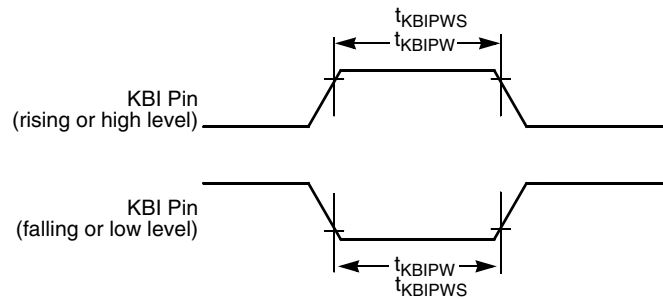 tKBIPWS
tKBIPW
KBI Pin
(rising or high level)
KBI Pin
(falling or low level)
tKBIPW
tKBIPWS